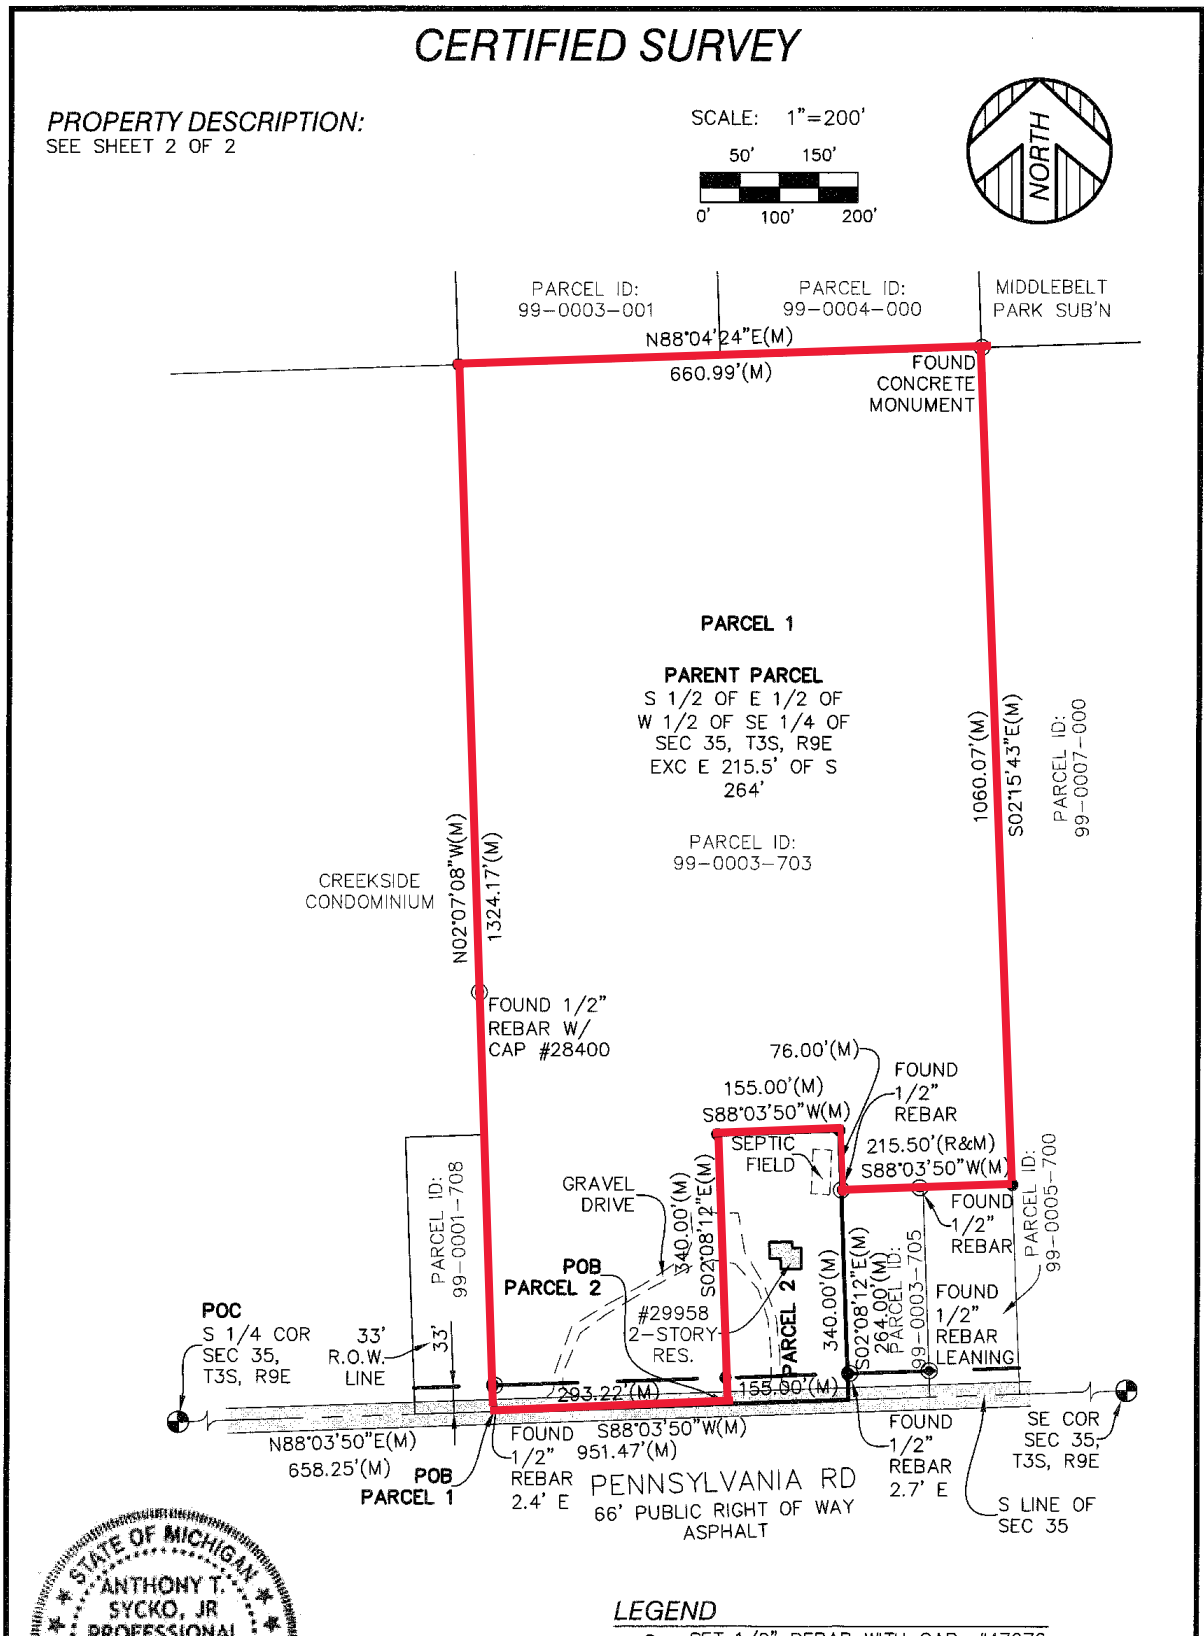 CERTIFIED SURVEY
PROPERTY DESCRIPTION:
SEE SHEET 2 OF 2
SCALE: 1"=200'
50' 150'
0' 100' 200'
NORTH
PARCEL ID:
99-0003-001
PARCEL ID:
99-0004-000
MIDDLEBELT
PARK SUB'N
N88°04'24"E(M)
660.99'(M)
FOUND
CONCRETE
MONUMENT
PARCEL 1
PARENT PARCEL
S 1/2 OF E 1/2 OF
W 1/2 OF SE 1/4 OF
SEC 35, T3S, R9E
EXC E 215.5' OF S
264'
PARCEL ID:
99-0003-703
1060.07'(M)
S02°15'43"E(M)
PARCEL ID:
99-0007-000
CREEKSIDE
CONDOMINIUM
N02°07'08"W(M)
1324.17'(M)
FOUND 1/2"
REBAR W/
CAP #28400
76.00'(M)
155.00'(M)
S88°03'50"W(M)
FOUND
1/2"
REBAR
215.50'(R&M)
S88°03'50"W(M)
SEPTIC
FIELD
GRAVEL
DRIVE
340.00'(M)
S02°08'12"E(M)
PARCEL ID:
99-0001-708
POB
PARCEL 2
#29958
2-STORY
RES.
PARCEL 2
340.00'(M)
S02°08'12"E(M)
264.00'(M)
PARCEL ID:
99-0003-705
FOUND
1/2"
REBAR
PARCEL ID:
99-0005-700
FOUND
1/2"
REBAR
LEANING
POC
S 1/4 COR
SEC 35,
T3S, R9E
33'
R.O.W.
LINE
33'
293.22'(M)
155.00'(M)
N88°03'50"E(M)
658.25'(M)
POB
PARCEL 1
FOUND
1/2"
REBAR
2.4' E
S88°03'50"W(M)
951.47'(M)
PENNSYLVANIA RD
66' PUBLIC RIGHT OF WAY
ASPHALT
FOUND
1/2"
REBAR
2.7' E
SE COR
SEC 35,
T3S, R9E
S LINE OF
SEC 35
STATE OF MICHIGAN
ANTHONY T.
SYCKO, JR
PROFESSIONAL
LEGEND
SET 1/2" REBAR WITH CAP